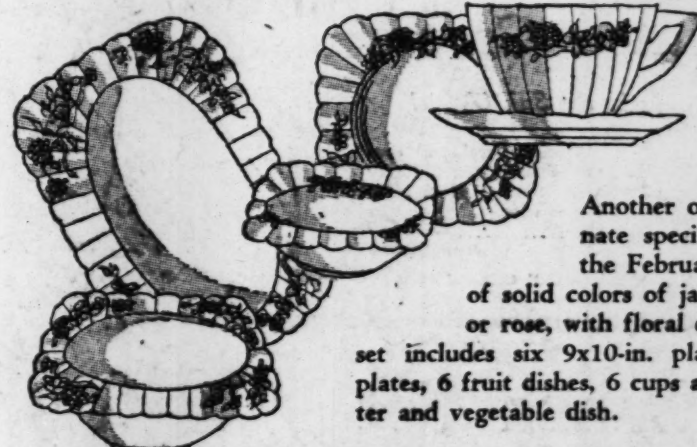 Another o
nate speci
the Februa
of solid colors of ja
or rose, with floral
set includes six 9x10-in. pla
plates, 6 fruit dishes, 6 cups a
ter and vegetable dish.